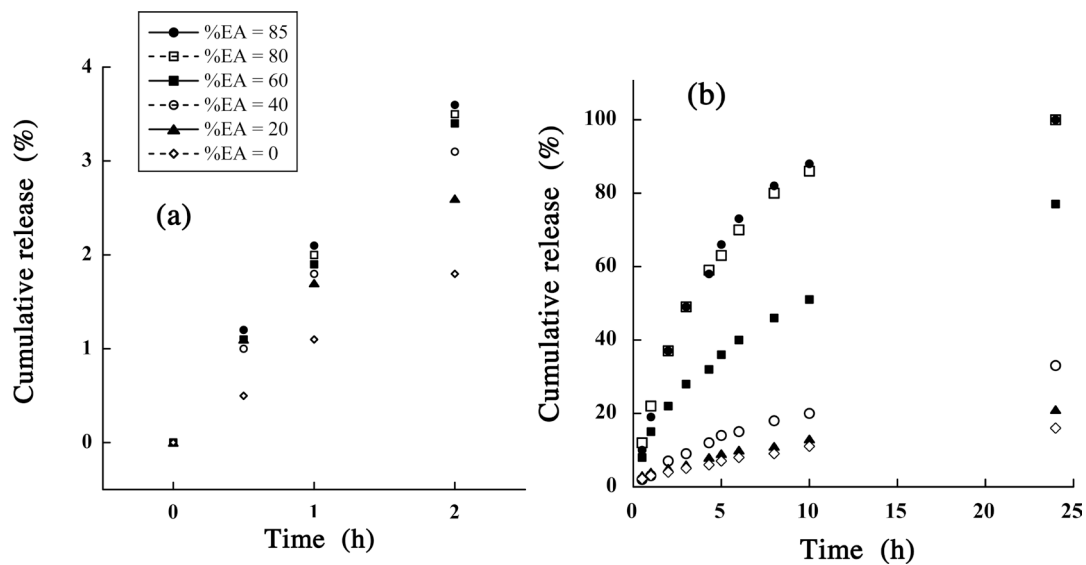 %EA = 85
%EA = 80
%EA = 60
%EA = 40
%EA = 20
%EA = 0
(a)
Cumulative release (%)
4
3
2
1
0
0 1 2
Time (h)
(b)
Cumulative release (%)
100
80
60
40
20
0
0 5 10 15 20 25
Time (h)